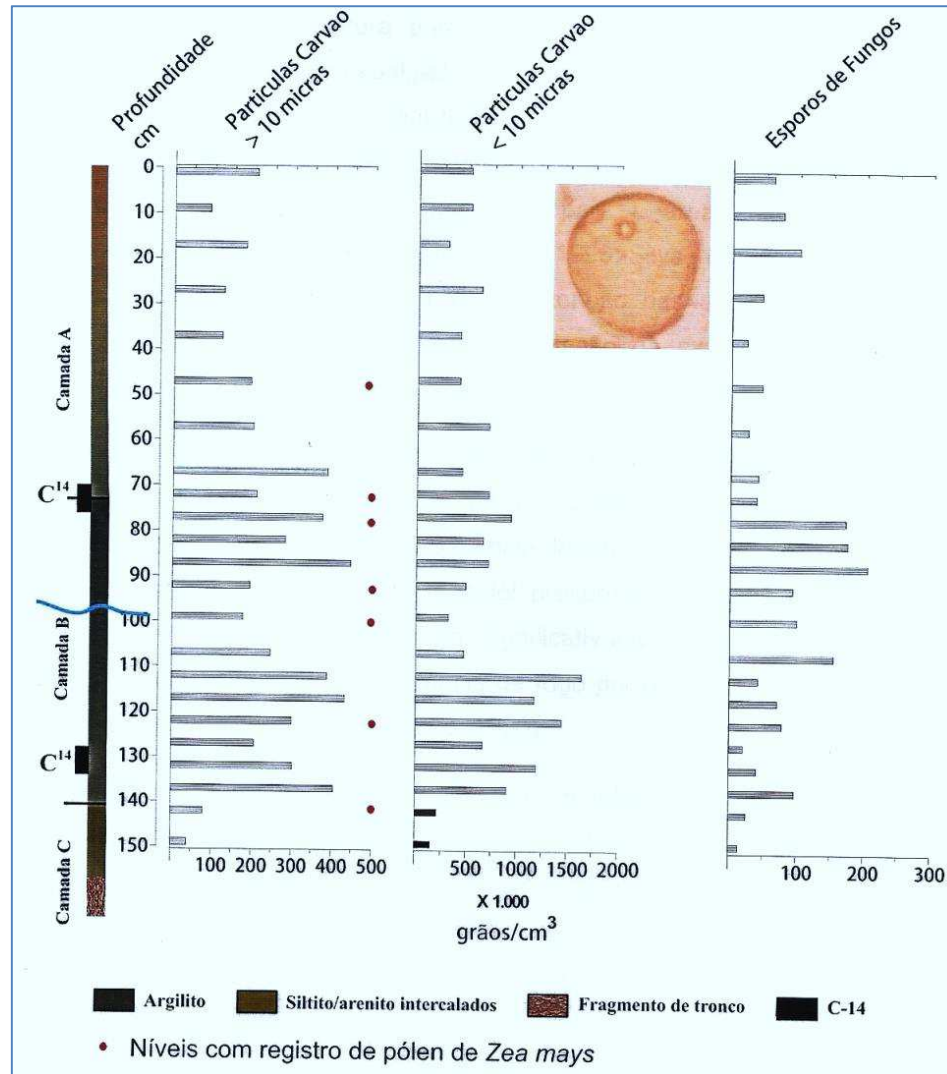 Profundidade
cm
Particulas Carvao
> 10 micras
Particulas Carvao
< 10 micras
Esporos de Fungos
0
10
20
30
40
50
60
70
80
90
100
110
120
130
140
150
Camada A
Camada B
Camada C
C14
C14
100 200 300 400 500
500 1000 1500 2000
X 1.000
grãos/cm3
100 200 300
Argilito
Siltito/arenito intercalados
Fragmento de tronco
C-14
• Níveis com registro de pólen de Zea mays